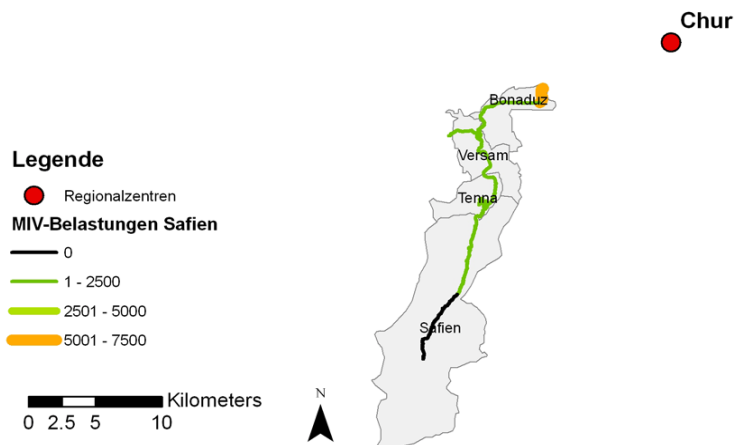 Chur
Bonaduz
Versam
Tenna
Safien
Legende
Regionalzentren
MIV-Belastungen Safien
0
1 - 2500
2501 - 5000
5001 - 7500
Kilometers
0 2.5 5 10
N